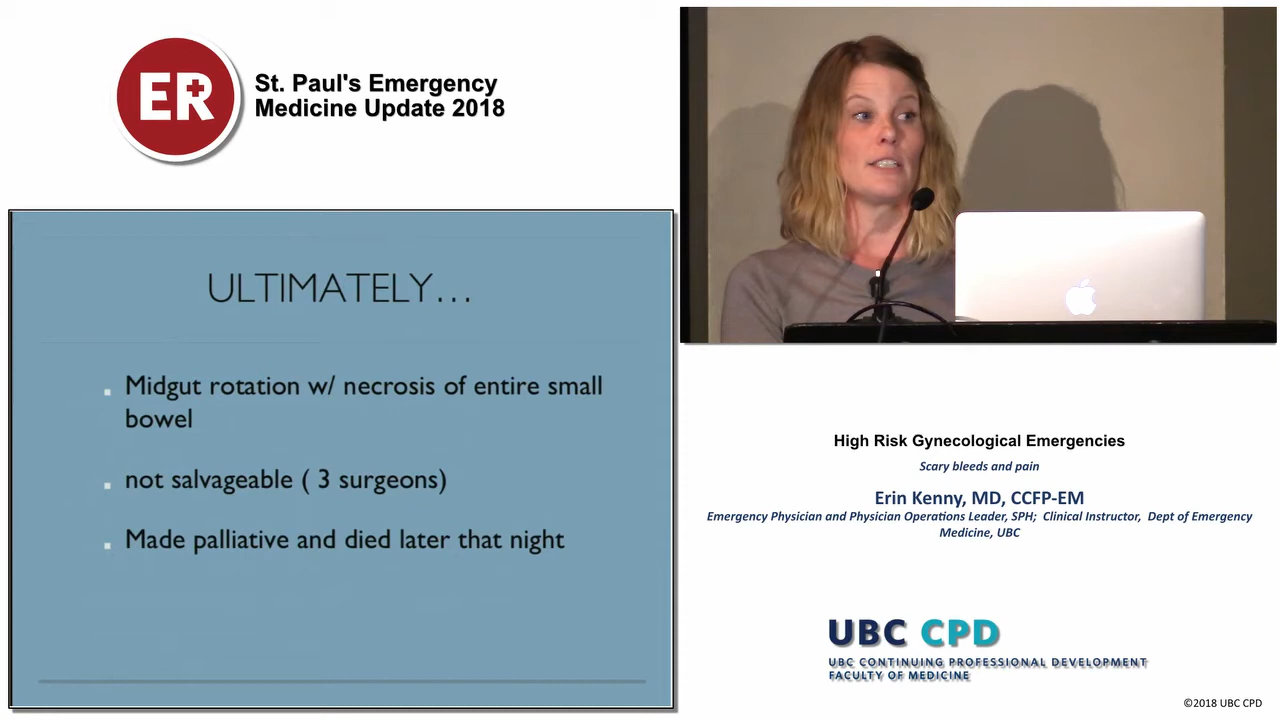 ER
St. Paul's Emergency
Medicine Update 2018
ULTIMATELY...
Midgut rotation w/ necrosis of entire small
bowel
not salvageable ( 3 surgeons)
Made palliative and died later that night
High Risk Gynecological Emergencies
Scary bleeds and pain
Erin Kenny, MD, CCFP-EM
Emergency Physician and Physician Operations Leader, SPH; Clinical Instructor, Dept of Emergency
Medicine, UBC
UBC CPD
UBC CONTINUING PROFESSIONAL DEVELOPMENT
FACULTY OF MEDICINE
©2018 UBC CPD